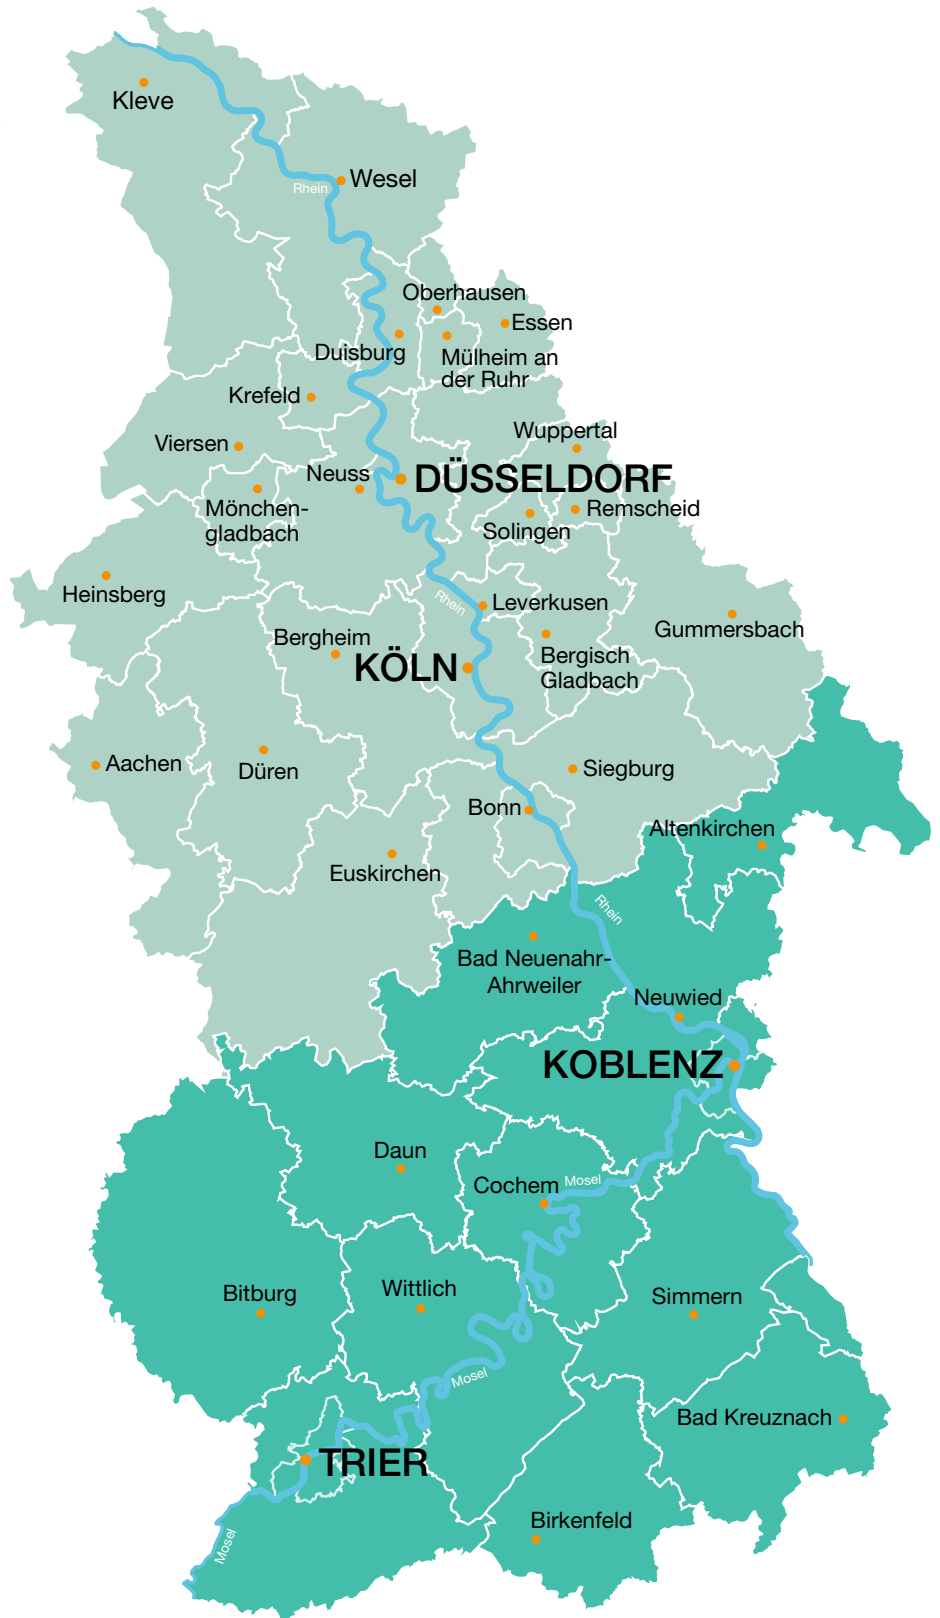 Kleve
Wesel
Rhein
Oberhausen
Essen
Duisburg
Mülheim an
der Ruhr
Krefeld
Wuppertal
Viersen
Neuss
DÜSSELDORF
Mönchen-
gladbach
Remscheid
Solingen
Heinsberg
Rhein
Leverkusen
Gummersbach
Bergheim
KÖLN
Bergisch
Gladbach
Aachen
Düren
Siegburg
Bonn
Altenkirchen
Euskirchen
Rhein
Bad Neuenahr-
Ahrweiler
Neuwied
KOBLENZ
Daun
Cochem
Mosel
Bitburg
Wittlich
Simmern
Mosel
Bad Kreuznach
TRIER
Birkenfeld
Mosel